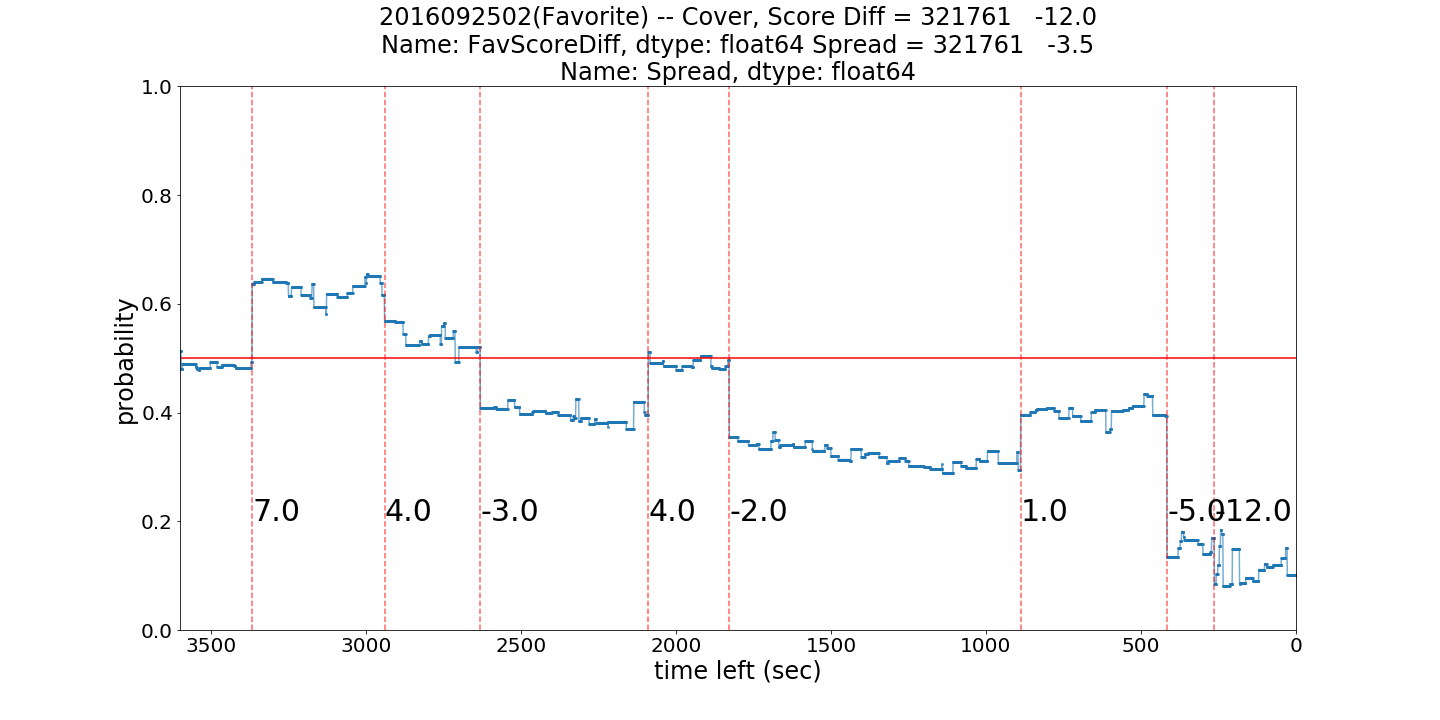 2016092502(Favorite) -- Cover, Score Diff = 321761   -12.0
Name: FavScoreDiff, dtype: float64 Spread = 321761   -3.5
Name: Spread, dtype: float64
1.0
0.8
0.6
0.4
0.2
0.0
probability
7.0
4.0
-3.0
4.0
-2.0
1.0
-5.0
-12.0
3500 3000 2500 2000 1500 1000 500 0
time left (sec)